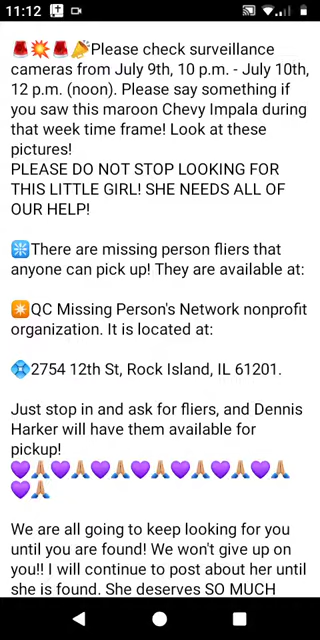 11:12
🚨💥🚨📣Please check surveillance
cameras from July 9th, 10 p.m. - July 10th,
12 p.m. (noon). Please say something if
you saw this maroon Chevy Impala during
that week time frame! Look at these
pictures!
PLEASE DO NOT STOP LOOKING FOR
THIS LITTLE GIRL! SHE NEEDS ALL OF
OUR HELP!
❇️There are missing person fliers that
anyone can pick up! They are available at:
✴️QC Missing Person's Network nonprofit
organization. It is located at:
💠2754 12th St, Rock Island, IL 61201.
Just stop in and ask for fliers, and Dennis
Harker will have them available for
pickup!
💜🙏🏽💜🙏🏽💜🙏🏽💜🙏🏽💜🙏🏽💜🙏🏽💜🙏🏽
💜🙏🏽
We are all going to keep looking for you
until you are found! We won't give up on
you!! I will continue to post about her until
she is found. She deserves SO MUCH